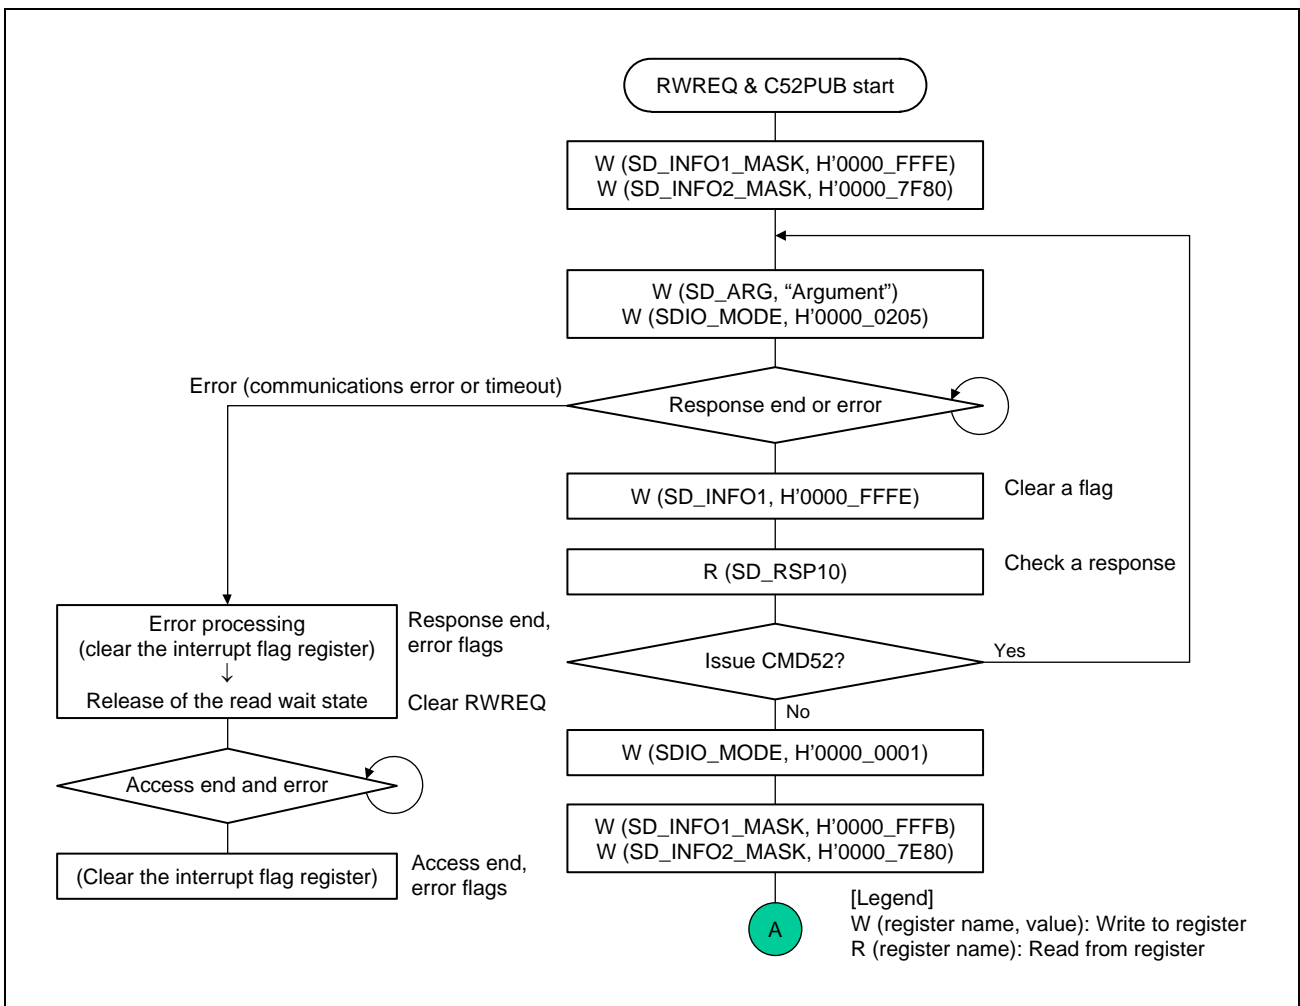 RWREQ & C52PUB start
W (SD_INFO1_MASK, H'0000_FFFE)
W (SD_INFO2_MASK, H'0000_7F80)
W (SD_ARG, “Argument”)
W (SDIO_MODE, H'0000_0205)
Error (communications error or timeout)
Response end or error
W (SD_INFO1, H'0000_FFFE)
Clear a flag
R (SD_RSP10)
Check a response
Issue CMD52?
Yes
No
W (SDIO_MODE, H'0000_0001)
W (SD_INFO1_MASK, H'0000_FFFB)
W (SD_INFO2_MASK, H'0000_7E80)
A
Error processing
(clear the interrupt flag register)
↓
Release of the read wait state
Response end,
error flags
Clear RWREQ
Access end and error
(Clear the interrupt flag register)
Access end,
error flags
[Legend]
W (register name, value): Write to register
R (register name): Read from register